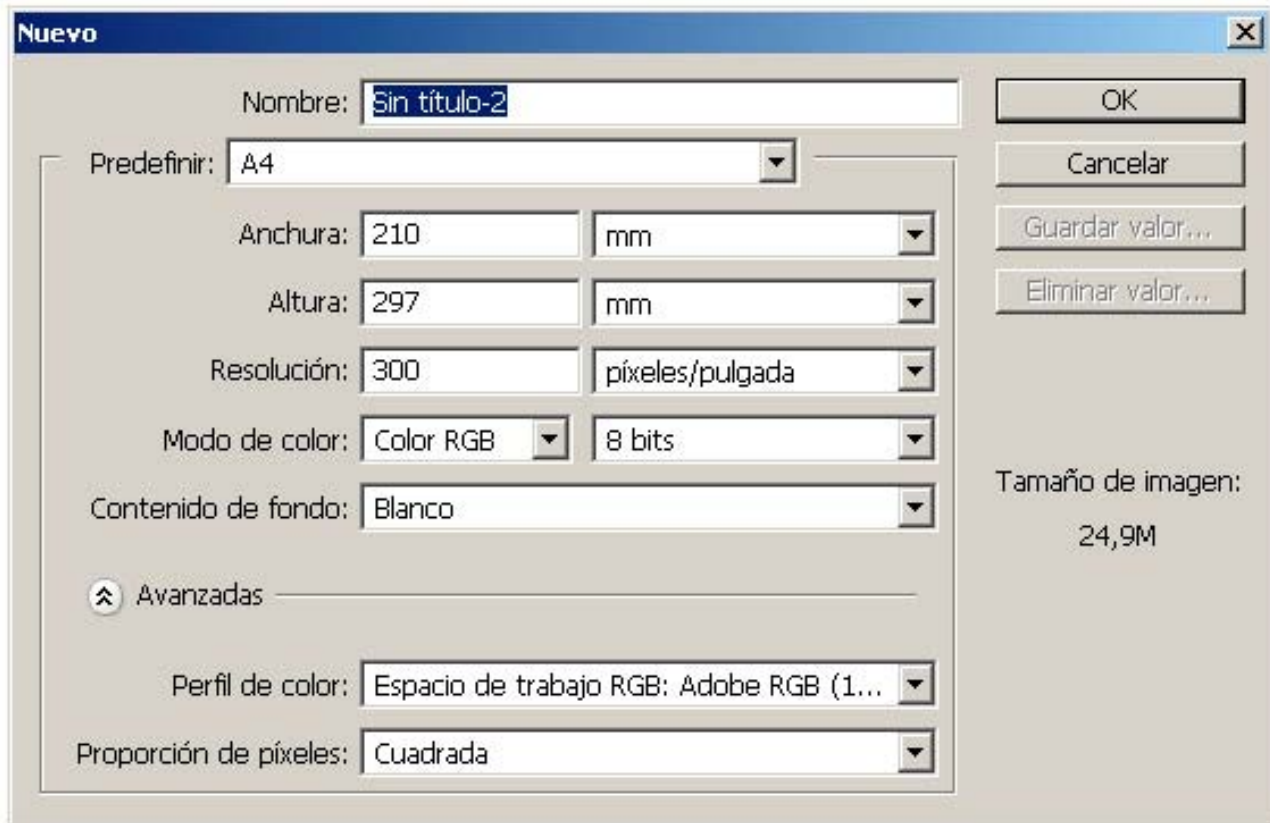 Nuevo
Nombre: Sin título-2
OK
Predefinir: A4
Cancelar
Anchura: 210 mm
Guardar valor...
Altura: 297 mm
Eliminar valor...
Resolución: 300 píxeles/pulgada
Modo de color: Color RGB 8 bits
Contenido de fondo: Blanco
Tamaño de imagen:
24,9M
Avanzadas
Perfil de color: Espacio de trabajo RGB: Adobe RGB (1...
Proporción de píxeles: Cuadrada